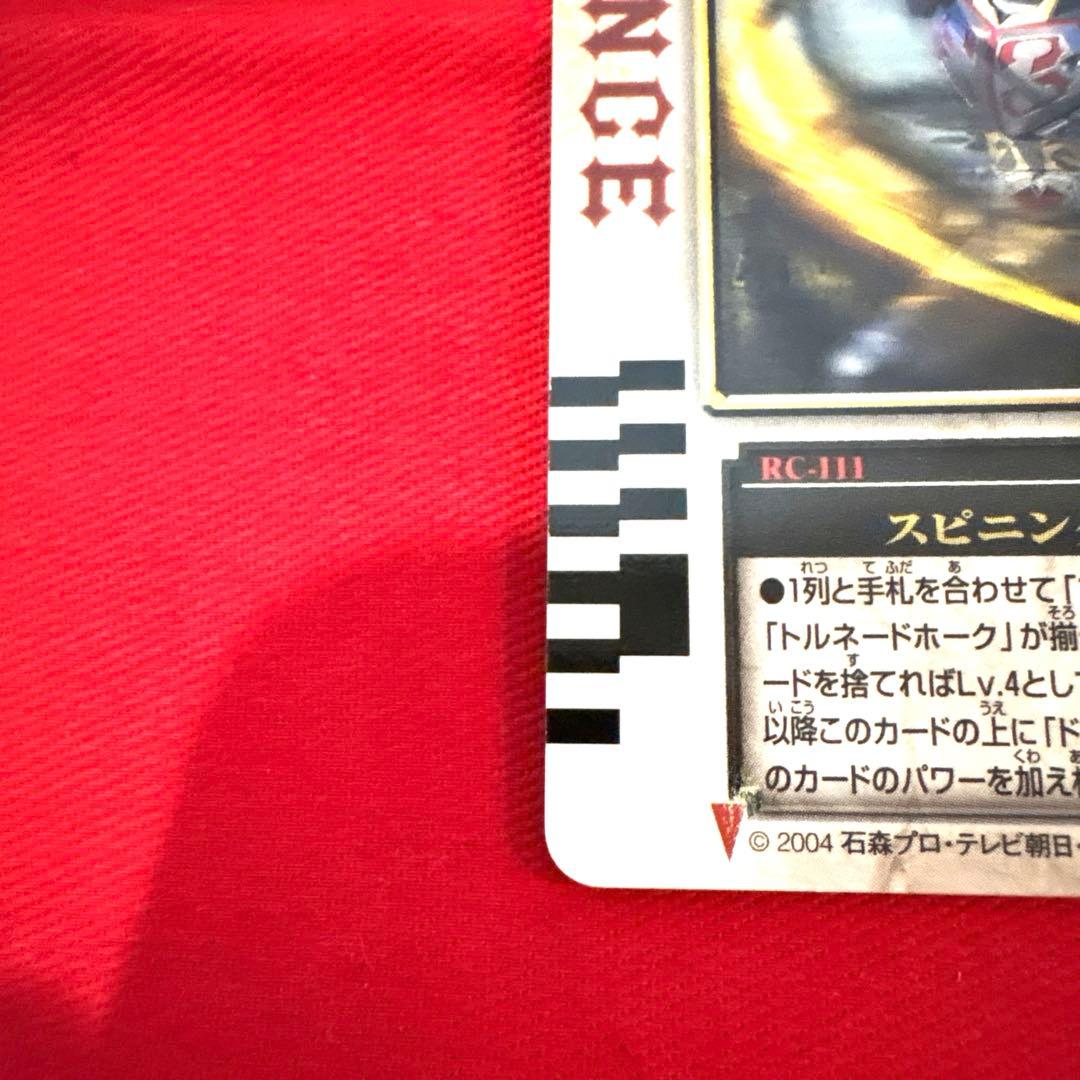 NCE
RC-111
スピニン
●1列と手札を合わせて「
「トルネードホーク」が揃
ードを捨てればLv.4とし
以降このカードの上に「ド
のカードのパワーを加え
© 2004 石森プロ・テレビ朝日・